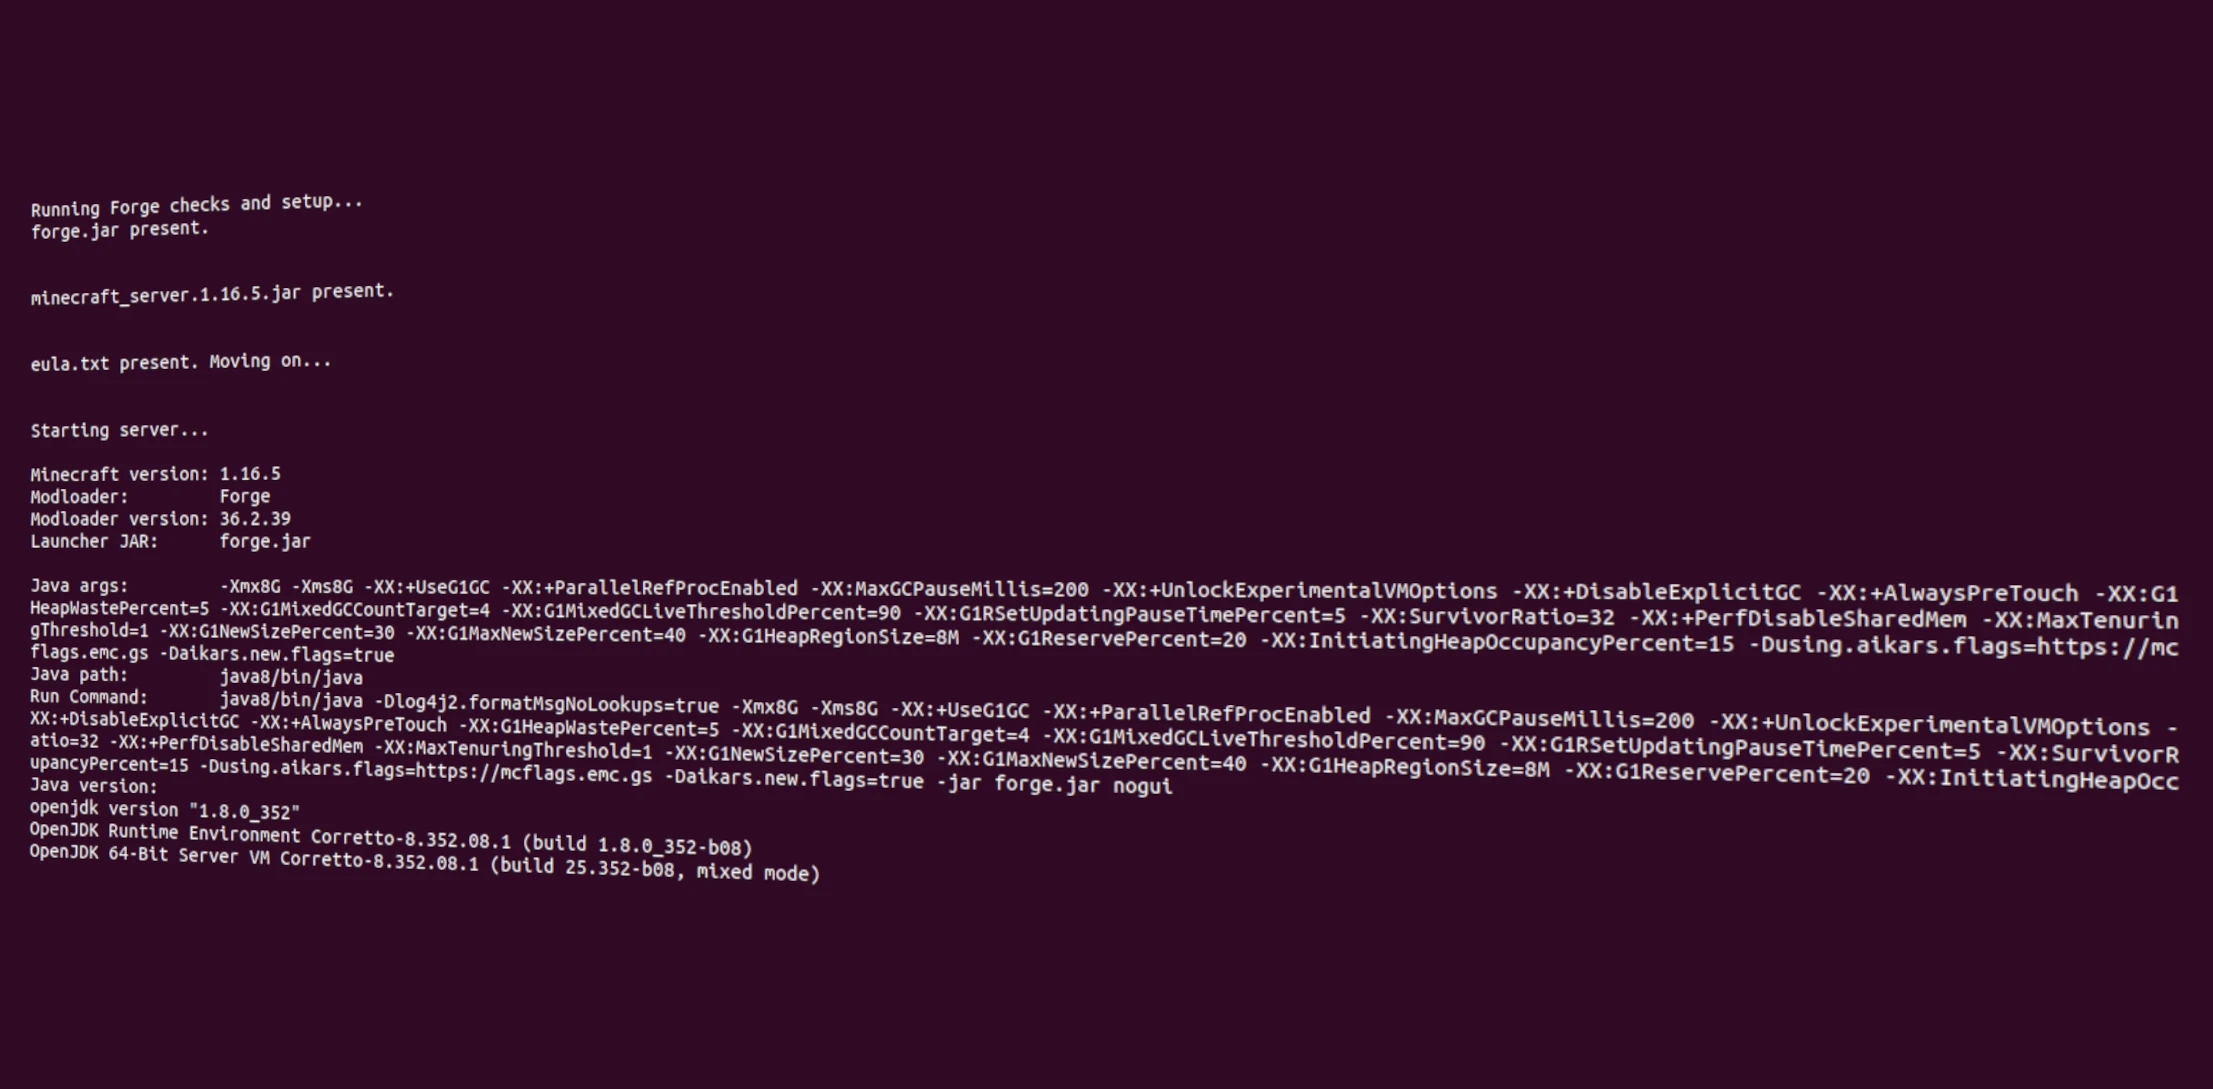 Running Forge checks and setup...
forge.jar present.
minecraft_server.1.16.5.jar present.
eula.txt present. Moving on...
Starting server...
Minecraft version: 1.16.5
Modloader:         Forge
Modloader version: 36.2.39
Launcher JAR:      forge.jar
Java args:         -Xmx8G -Xms8G -XX:+UseG1GC -XX:+ParallelRefProcEnabled -XX:MaxGCPauseMillis=200 -XX:+UnlockExperimentalVMOptions -XX:+DisableExplicitGC -XX:+AlwaysPreTouch -XX:G1
HeapWastePercent=5 -XX:G1MixedGCCountTarget=4 -XX:G1MixedGCLiveThresholdPercent=90 -XX:G1RSetUpdatingPauseTimePercent=5 -XX:SurvivorRatio=32 -XX:+PerfDisableSharedMem -XX:MaxTenurin
gThreshold=1 -XX:G1NewSizePercent=30 -XX:G1MaxNewSizePercent=40 -XX:G1HeapRegionSize=8M -XX:G1ReservePercent=20 -XX:InitiatingHeapOccupancyPercent=15 -Dusing.aikars.flags=https://mc
flags.emc.gs -Daikars.new.flags=true
Java path:         java8/bin/java
Run Command:       java8/bin/java -Dlog4j2.formatMsgNoLookups=true -Xmx8G -Xms8G -XX:+UseG1GC -XX:+ParallelRefProcEnabled -XX:MaxGCPauseMillis=200 -XX:+UnlockExperimentalVMOptions -
XX:+DisableExplicitGC -XX:+AlwaysPreTouch -XX:G1HeapWastePercent=5 -XX:G1MixedGCCountTarget=4 -XX:G1MixedGCLiveThresholdPercent=90 -XX:G1RSetUpdatingPauseTimePercent=5 -XX:SurvivorR
atio=32 -XX:+PerfDisableSharedMem -XX:MaxTenuringThreshold=1 -XX:G1NewSizePercent=30 -XX:G1MaxNewSizePercent=40 -XX:G1HeapRegionSize=8M -XX:G1ReservePercent=20 -XX:InitiatingHeapOcc
upancyPercent=15 -Dusing.aikars.flags=https://mcflags.emc.gs -Daikars.new.flags=true -jar forge.jar nogui
Java version:
openjdk version "1.8.0_352"
OpenJDK Runtime Environment Corretto-8.352.08.1 (build 1.8.0_352-b08)
OpenJDK 64-Bit Server VM Corretto-8.352.08.1 (build 25.352-b08, mixed mode)